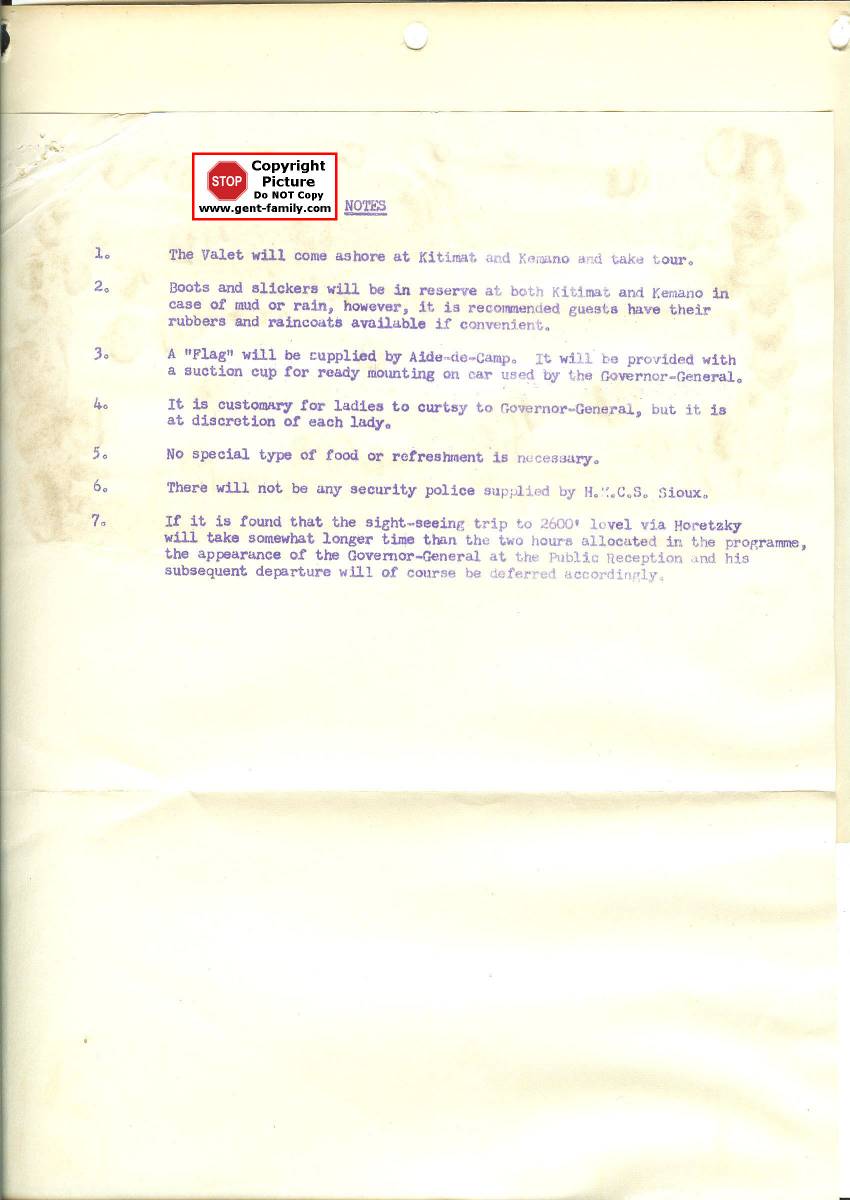 STOP
Copyright
Picture
Do NOT Copy
www.gent-family.com
NOTES
1. The Valet will come ashore at Kitimat and Kemano and take tour.
2. Boots and slickers will be in reserve at both Kitimat and Kemano in
case of mud or rain, however, it is recommended guests have their
rubbers and raincoats available if convenient.
3. A "Flag" will be supplied by Aide-de-Camp. It will be provided with
a suction cup for ready mounting on car used by the Governor-General.
4. It is customary for ladies to curtsy to Governor-General, but it is
at discretion of each lady.
5. No special type of food or refreshment is necessary.
6. There will not be any security police supplied by H.M.C.S. Sioux.
7. If it is found that the sight-seeing trip to 2600' level via Horetzky
will take somewhat longer time than the two hours allocated in the programme,
the appearance of the Governor-General at the Public Reception and his
subsequent departure will of course be deferred accordingly.